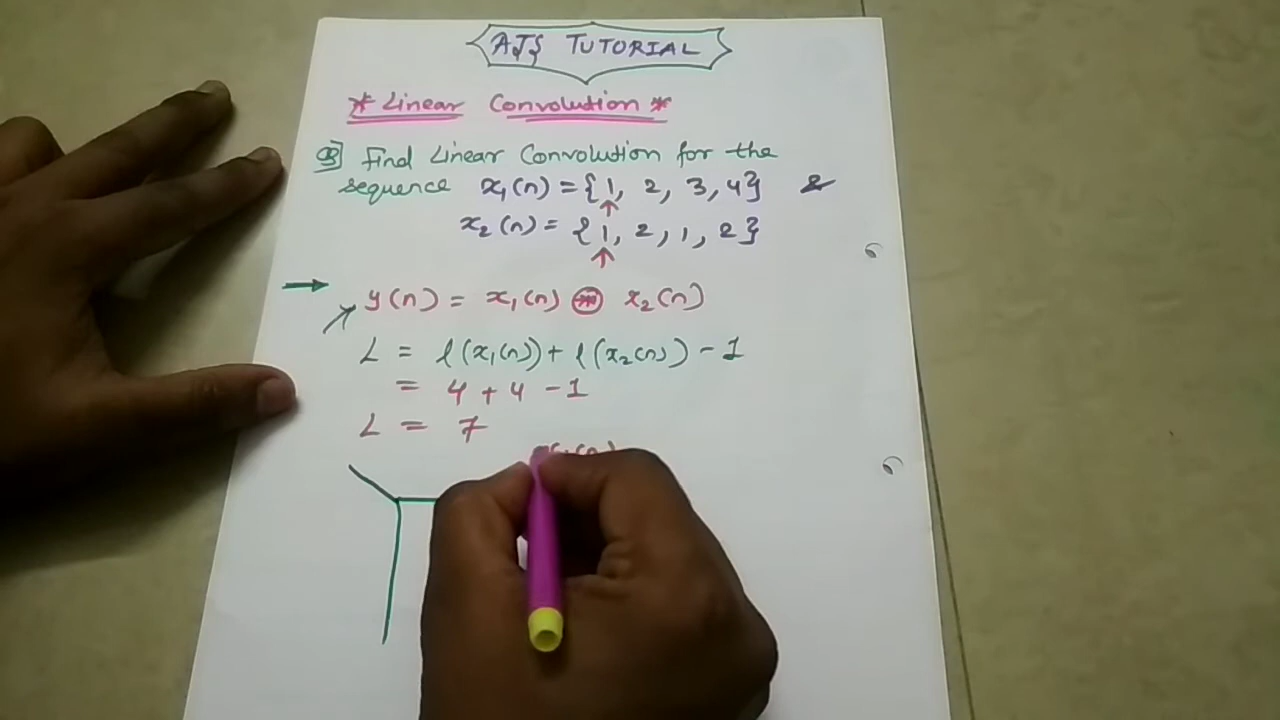 AJS TUTORIAL
* Linear Convolution *
Q] Find Linear Convolution for the
sequence x₁(n) = {1, 2, 3, 4} &
x₂(n) = {1, 2, 1, 2}
↑
↑
→ y(n) = x₁(n) ⊛ x₂(n)
L = l(x₁(n)) + l(x₂(n)) - 1
= 4 + 4 - 1
L = 7